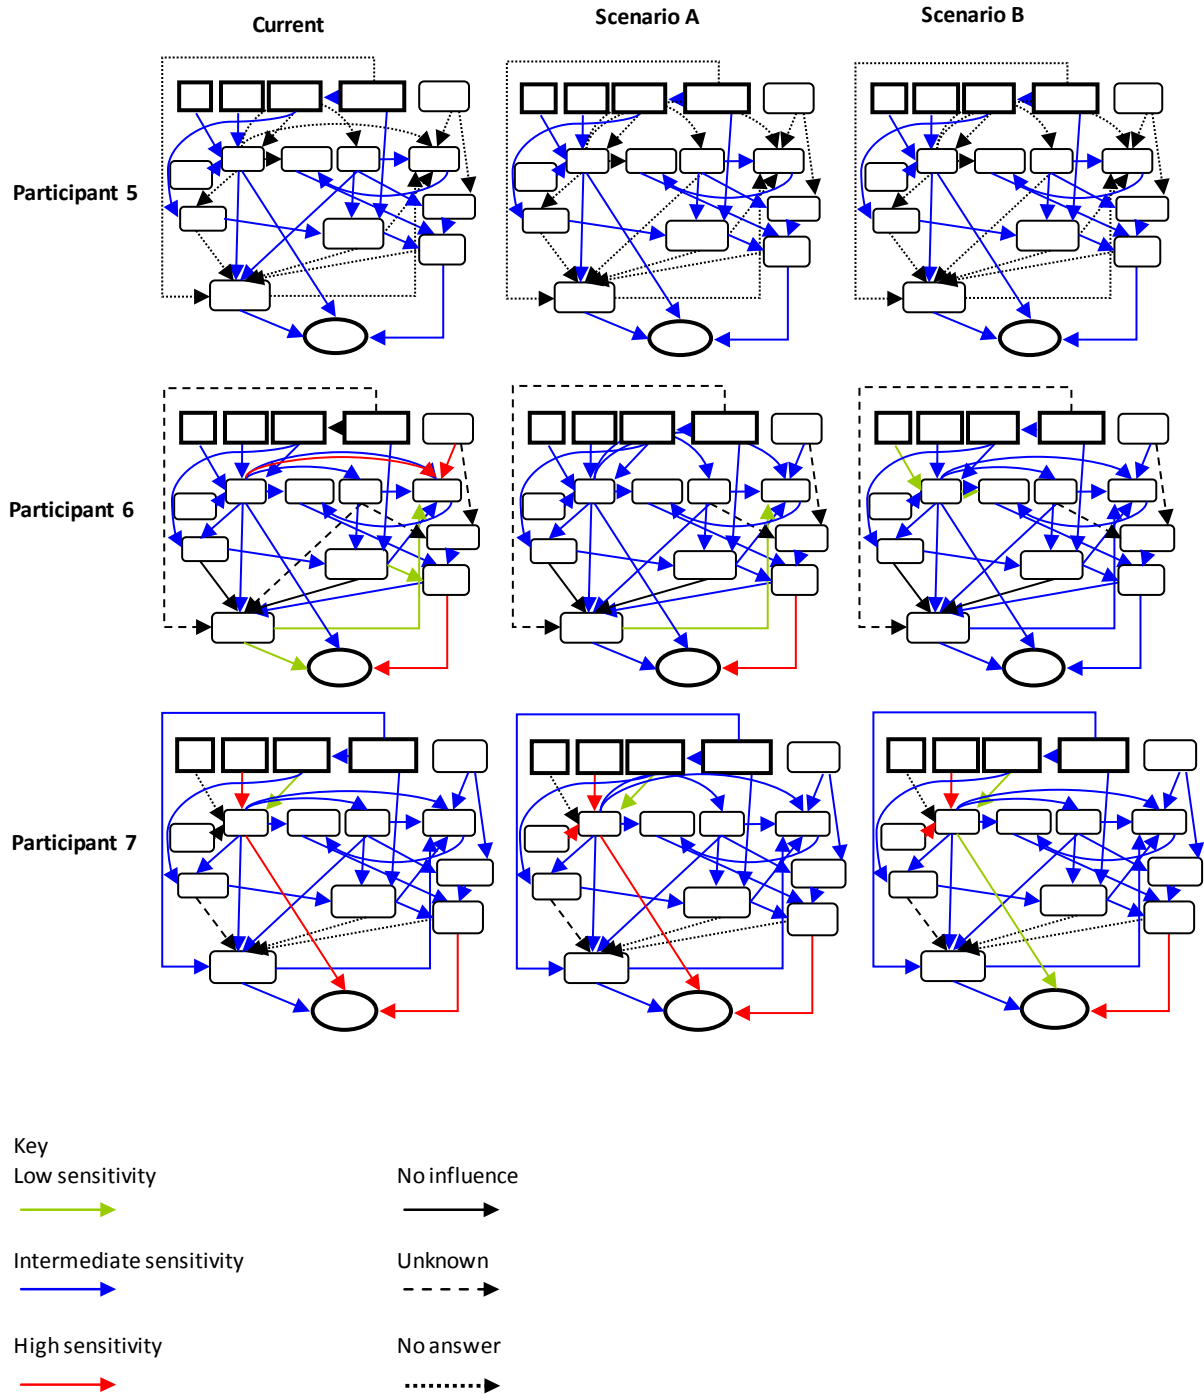 Current
Scenario A
Scenario B
Participant 5
Participant 6
Participant 7
Key
Low sensitivity
No influence
Intermediate sensitivity
Unknown
High sensitivity
No answer